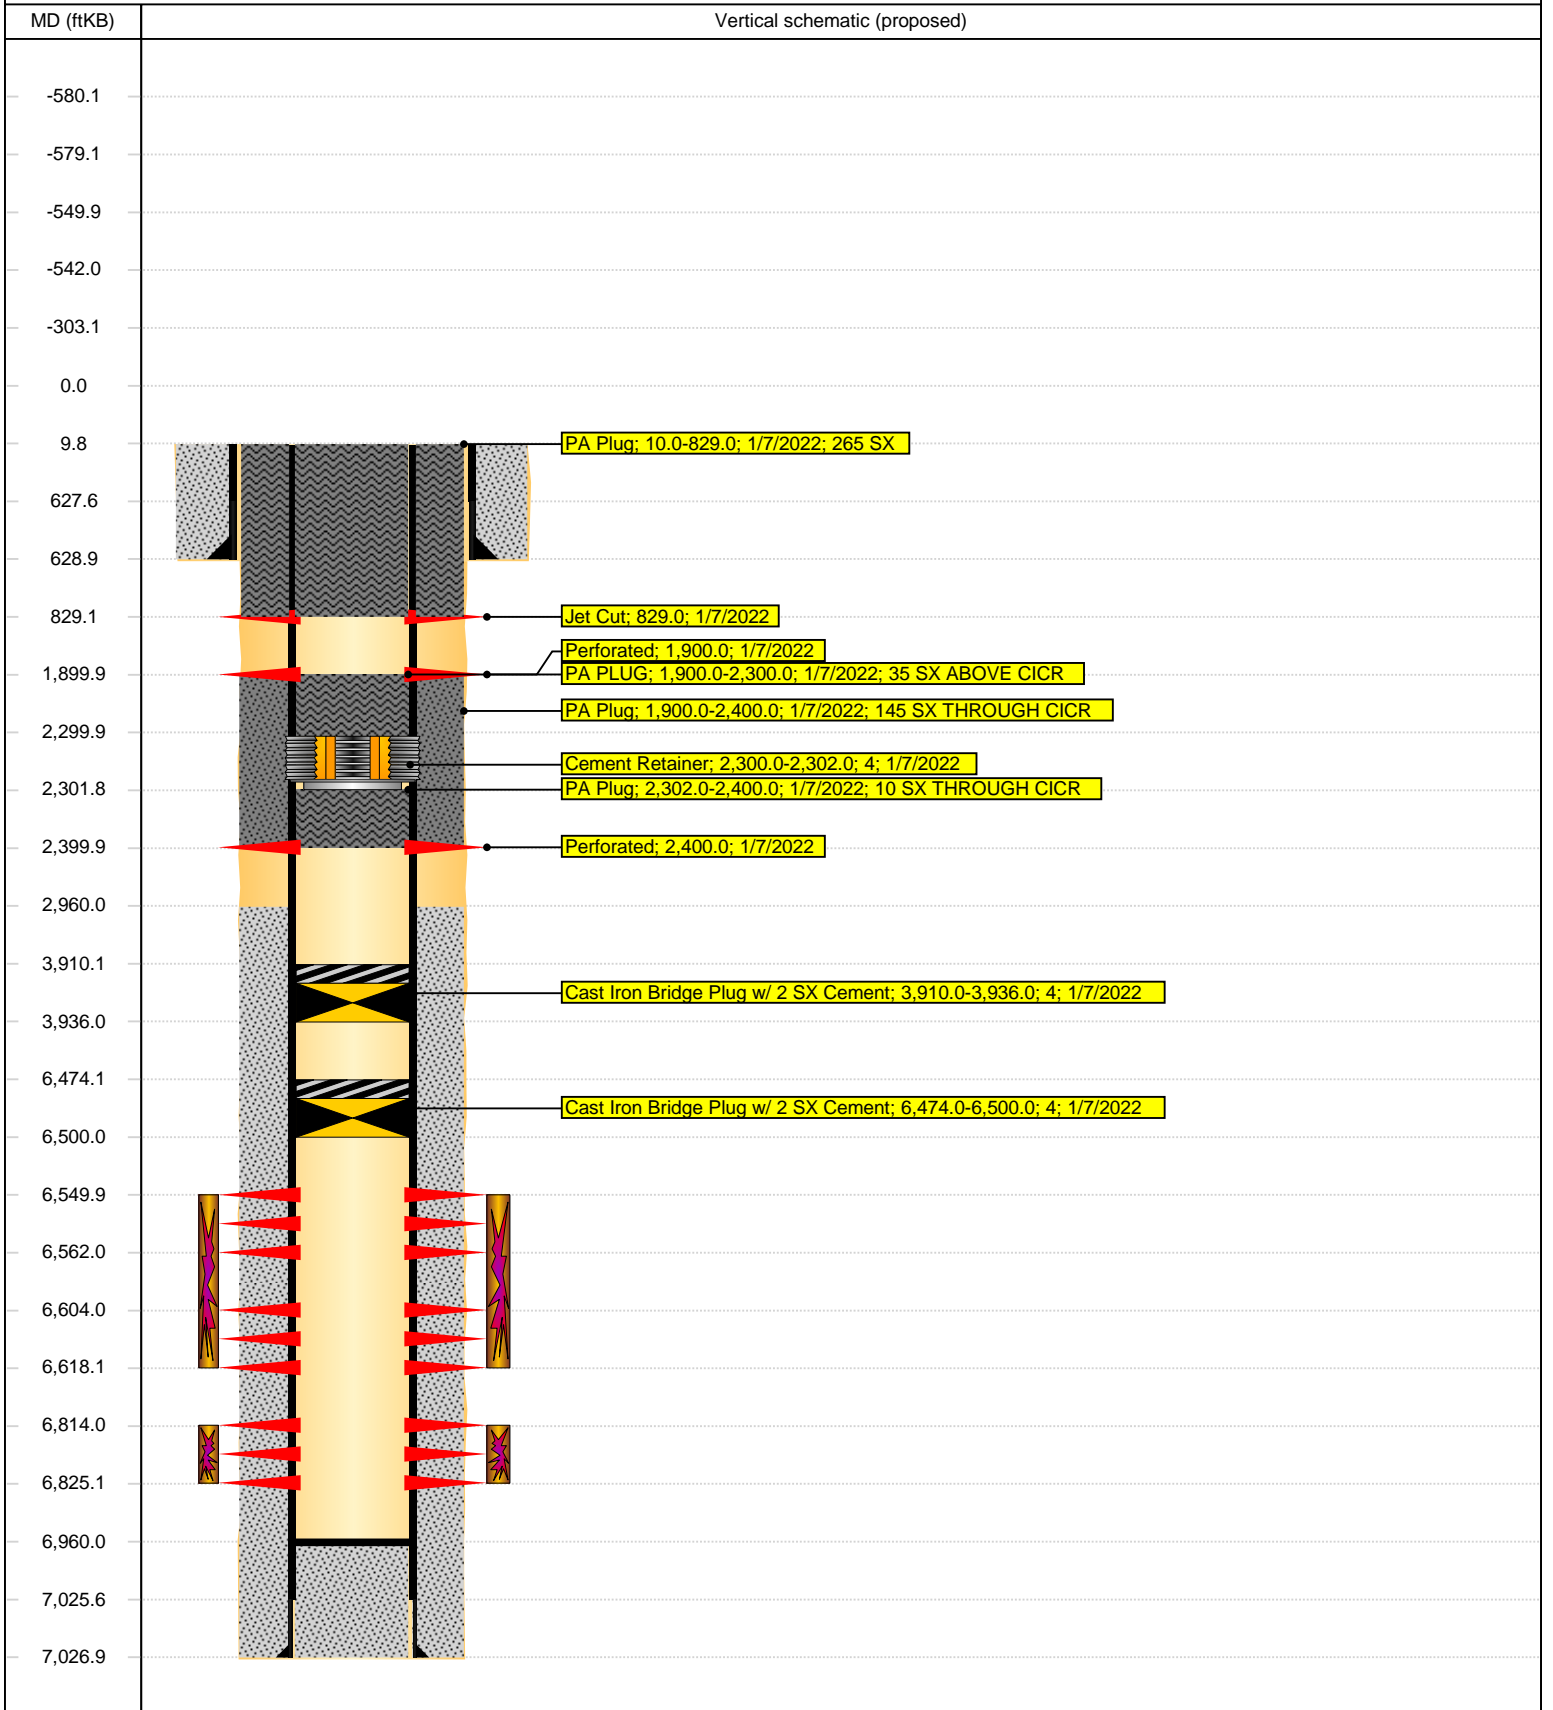 MD (ftKB)
Vertical schematic (proposed)
-580.1
-579.1
-549.9
-542.0
-303.1
0.0
9.8
PA Plug; 10.0-829.0; 1/7/2022; 265 SX
627.6
628.9
829.1
Jet Cut; 829.0; 1/7/2022
Perforated; 1,900.0; 1/7/2022
1,899.9
PA PLUG; 1,900.0-2,300.0; 1/7/2022; 35 SX ABOVE CICR
PA Plug; 1,900.0-2,400.0; 1/7/2022; 145 SX THROUGH CICR
2,299.9
Cement Retainer; 2,300.0-2,302.0; 4; 1/7/2022
2,301.8
PA Plug; 2,302.0-2,400.0; 1/7/2022; 10 SX THROUGH CICR
2,399.9
Perforated; 2,400.0; 1/7/2022
2,960.0
3,910.1
Cast Iron Bridge Plug w/ 2 SX Cement; 3,910.0-3,936.0; 4; 1/7/2022
3,936.0
6,474.1
Cast Iron Bridge Plug w/ 2 SX Cement; 6,474.0-6,500.0; 4; 1/7/2022
6,500.0
6,549.9
6,562.0
6,604.0
6,618.1
6,814.0
6,825.1
6,960.0
7,025.6
7,026.9